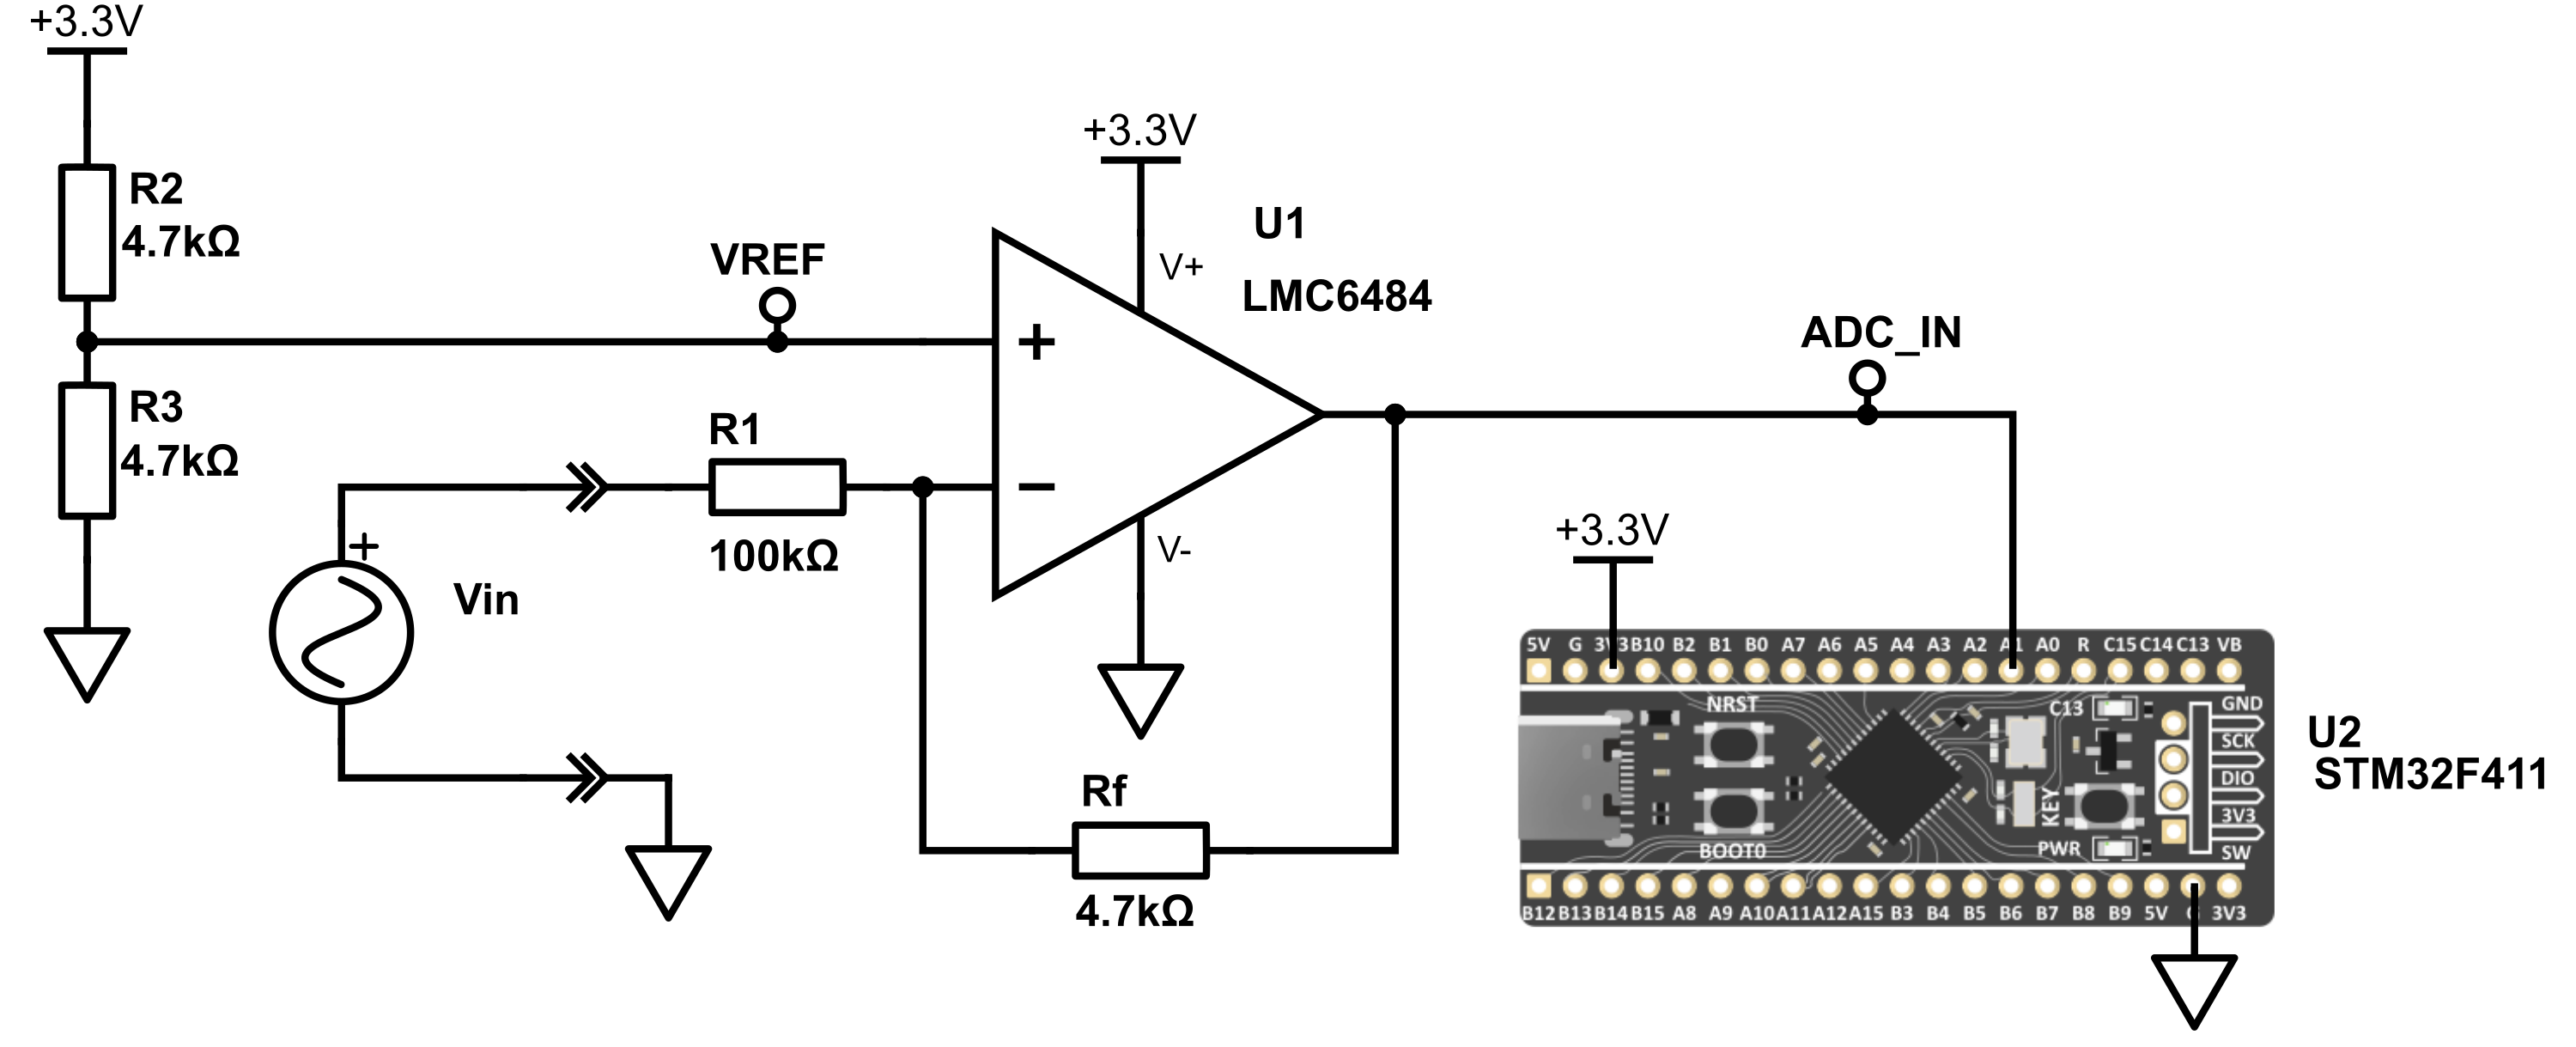 +3.3V
R2
4.7kΩ
R3
4.7kΩ
VREF
+3.3V
V+
U1
LMC6484
+
−
V-
R1
100kΩ
+
Vin
Rf
4.7kΩ
ADC_IN
+3.3V
5V G 3V3 B10 B2 B1 B0 A7 A6 A5 A4 A3 A2 A1 A0 R C15 C14 C13 VB
NRST
C13
GND
SCK
DIO
3V3
SW
KEY
BOOT0
PWR
B12 B13 B14 B15 A8 A9 A10 A11 A12 A15 B3 B4 B5 B6 B7 B8 B9 5V G 3V3
U2
STM32F411